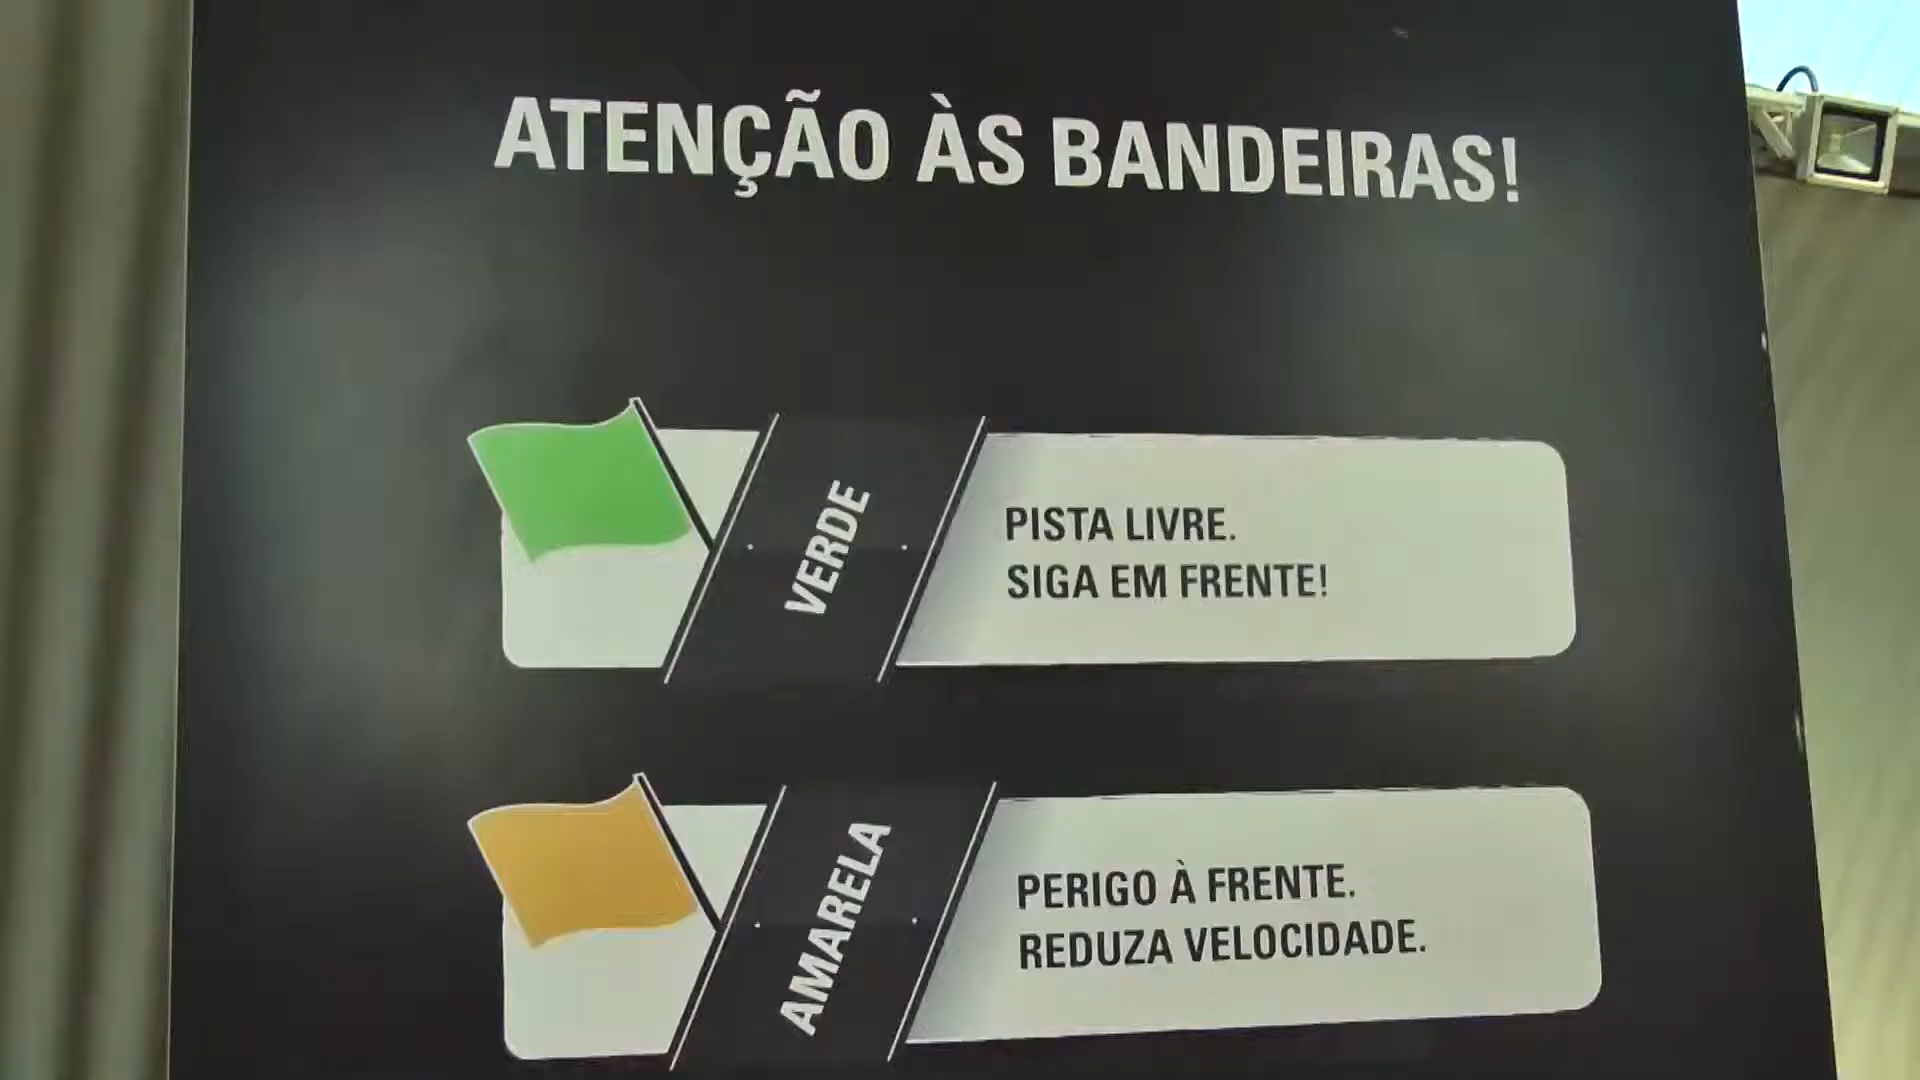 ATENÇÃO ÀS BANDEIRAS!
VERDE
PISTA LIVRE.
SIGA EM FRENTE!
AMARELA
PERIGO À FRENTE.
REDUZA VELOCIDADE.